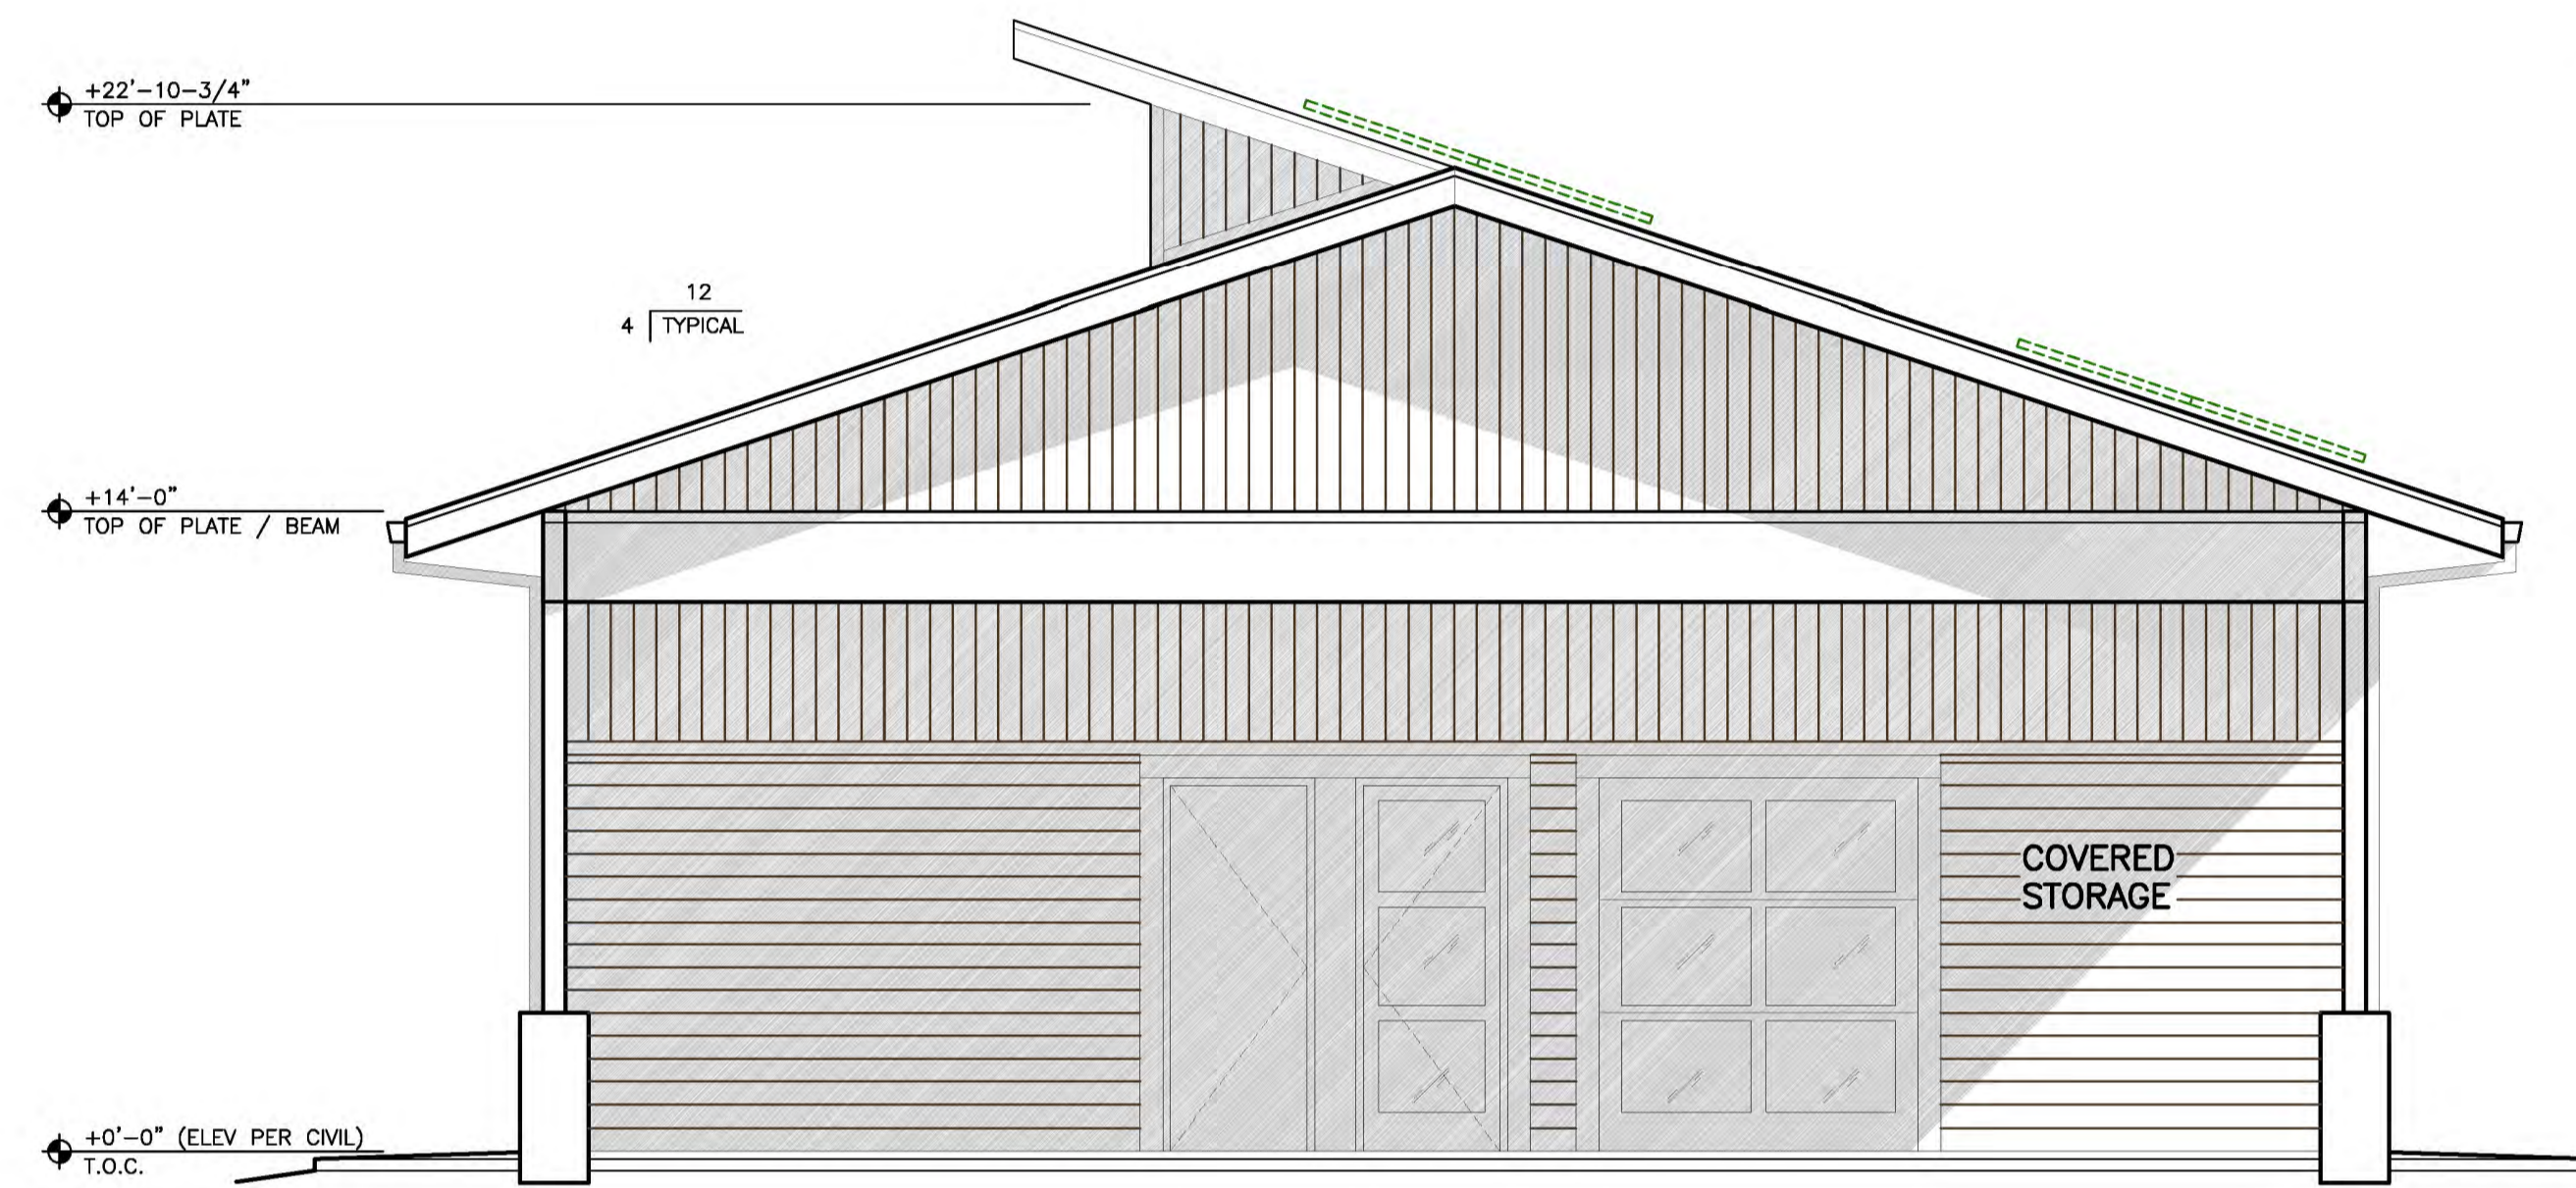 +22'-10-3/4"
TOP OF PLATE
12
4 TYPICAL
+14'-0"
TOP OF PLATE / BEAM
COVERED
STORAGE
+0'-0" (ELEV PER CIVIL)
T.O.C.